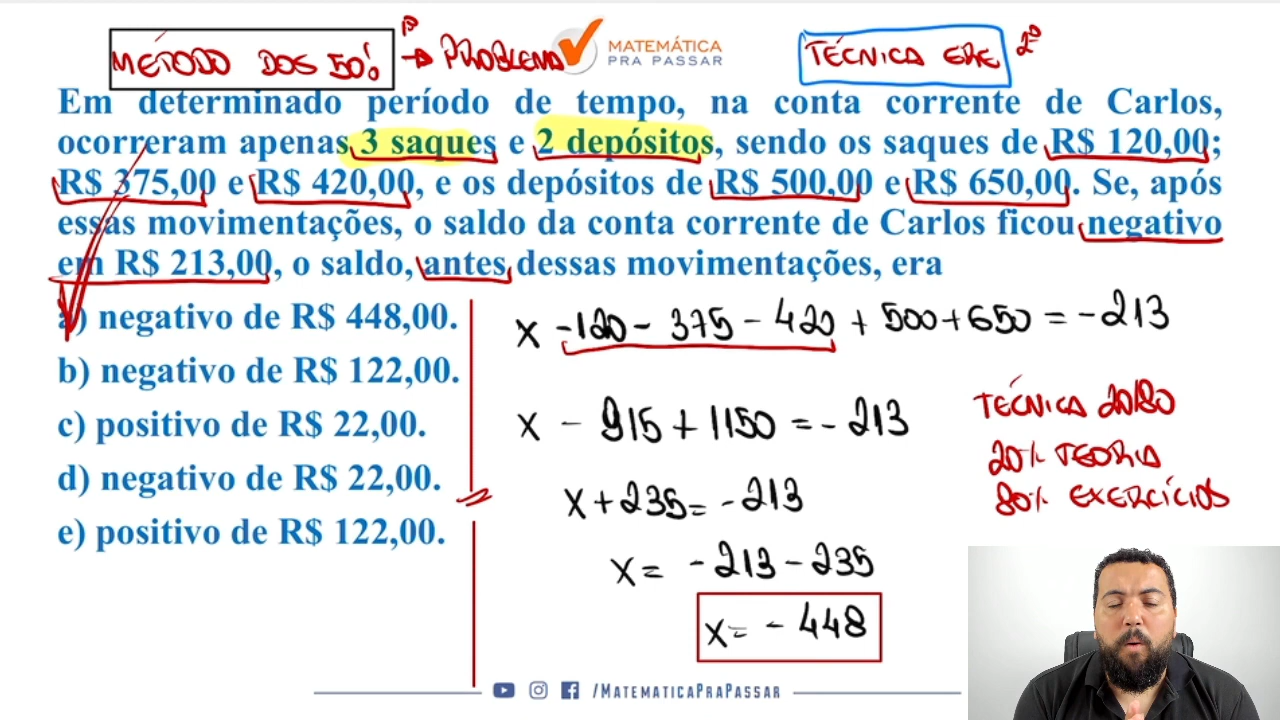 MÉTODO DOS 50%
1º
→ PROBLEMA
MATEMÁTICA
PRA PASSAR
TÉCNICA
2º
Em determinado período de tempo, na conta corrente de Carlos,
ocorreram apenas 3 saques e 2 depósitos, sendo os saques de R$ 120,00;
R$ 375,00 e R$ 420,00, e os depósitos de R$ 500,00 e R$ 650,00. Se, após
essas movimentações, o saldo da conta corrente de Carlos ficou negativo
em R$ 213,00, o saldo, antes dessas movimentações, era
a) negativo de R$ 448,00.
b) negativo de R$ 122,00.
c) positivo de R$ 22,00.
d) negativo de R$ 22,00.
e) positivo de R$ 122,00.
x -120 - 375 - 420 + 500 + 650 = -213
x - 915 + 1150 = - 213
x + 235 = -213
x = - 213 - 235
x = - 448
TÉCNICA 20/80
20% TEORIA
80% EXERCÍCIOS
/MATEMATICAPRAPASSAR